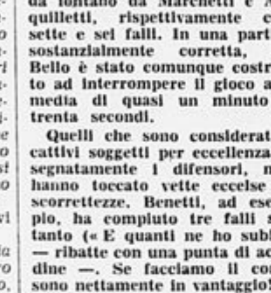 da lontano da Marchetti e
quilletti, rispettivamente c
sette e sei falli. In una part
sostanzialmente corretta,
Bello è stato comunque costr
to ad interrompere il gioco a
media di quasi un minuto
trenta secondi.
Quelli che sono considerat
cattivi soggetti per eccellenza
segnatamente i difensori, n
hanno toccato vette eccelse
scorrettezze. Benetti, ad ese
pio, ha compiuto tre falli s
tanto (« E quanti ne ho subi
— ribatte con una punta di ac
dine —. Se facciamo il con
sono nettamente in vantaggio